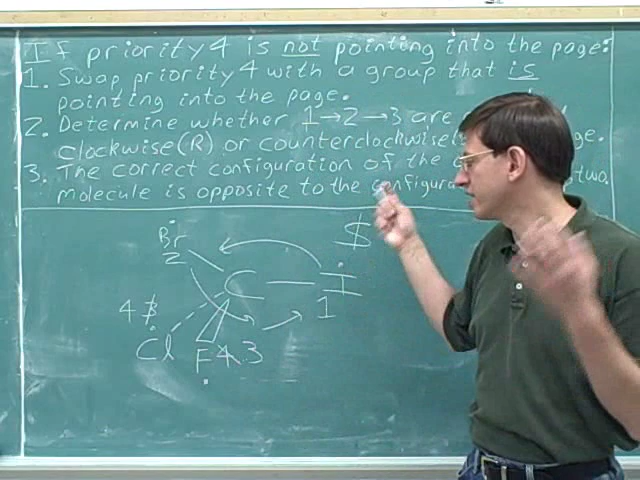 If priority 4 is not pointing into the page:
1. Swap priority 4 with a group that is
pointing into the page.
2. Determine whether 1→2→3 are
clockwise (R) or counterclockwise
3. The correct configuration of the
molecule is opposite to the two.
Br
2
C
I
1
$
4
Cl
F 4 3